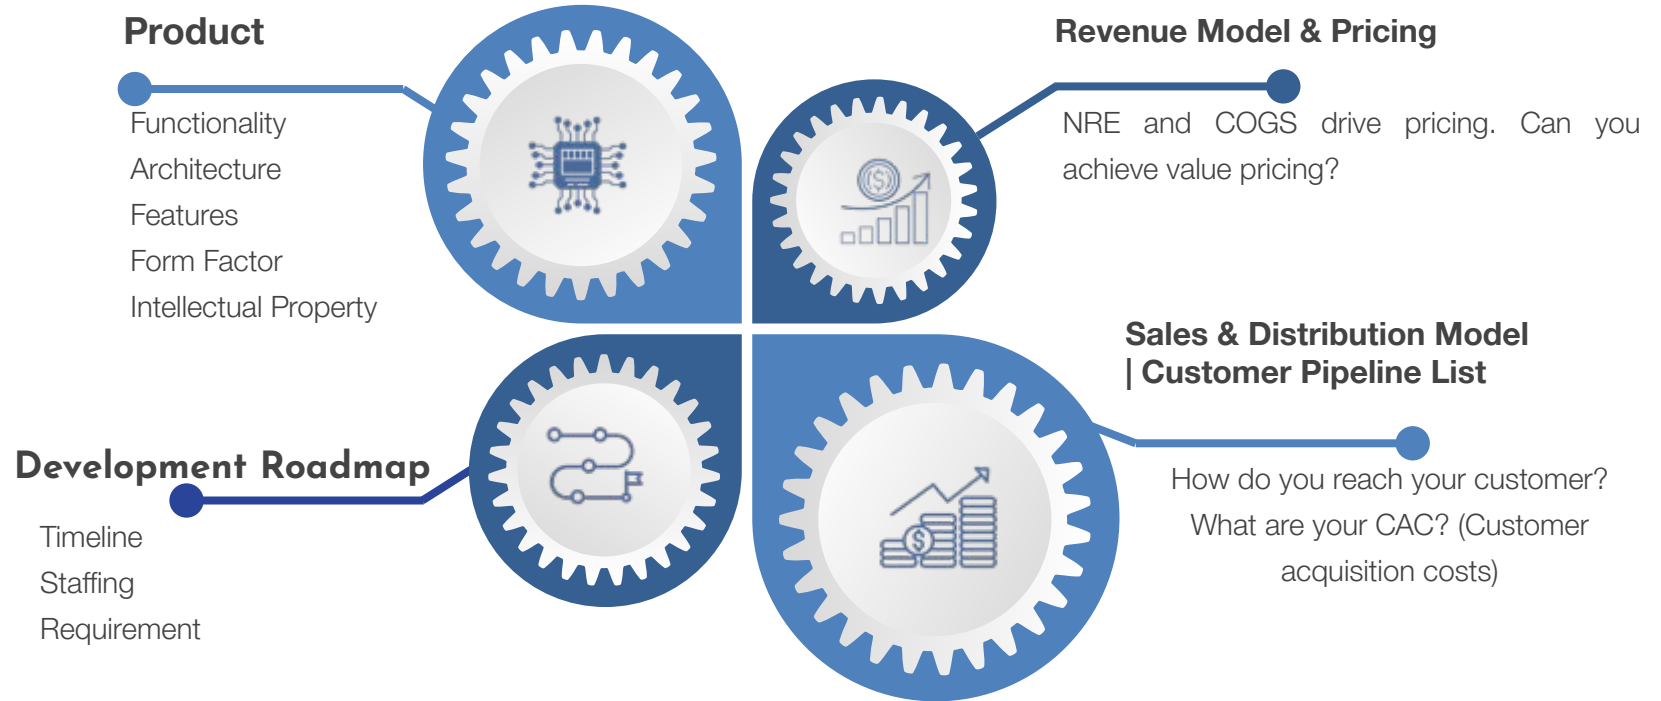 Product
Functionality
Architecture
Features
Form Factor
Intellectual Property
Revenue Model & Pricing
NRE and COGS drive pricing. Can you
achieve value pricing?
Development Roadmap
Timeline
Staffing
Requirement
Sales & Distribution Model
| Customer Pipeline List
How do you reach your customer?
What are your CAC? (Customer
acquisition costs)
$
$